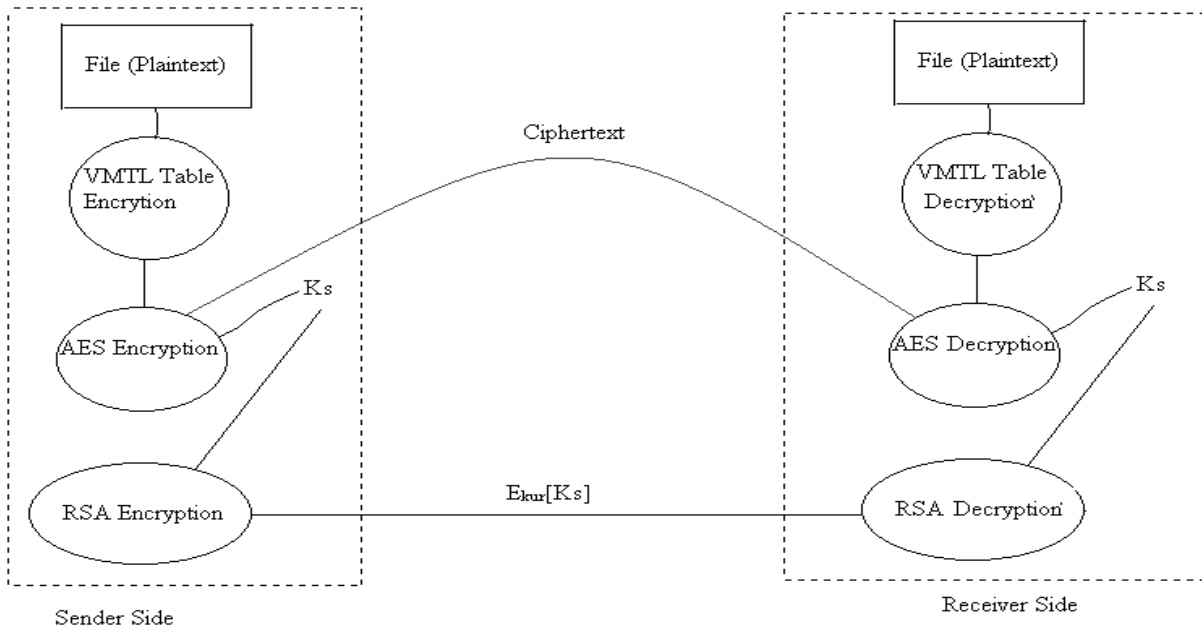 File (Plaintext)
VMTL Table
Encrytion
Ks
AES Encryption
RSA Encryption
Sender Side
Ciphertext
Ekur[Ks]
File (Plaintext)
VMTL Table
Decryption`
Ks
AES Decryption
RSA Decryption`
Receiver Side